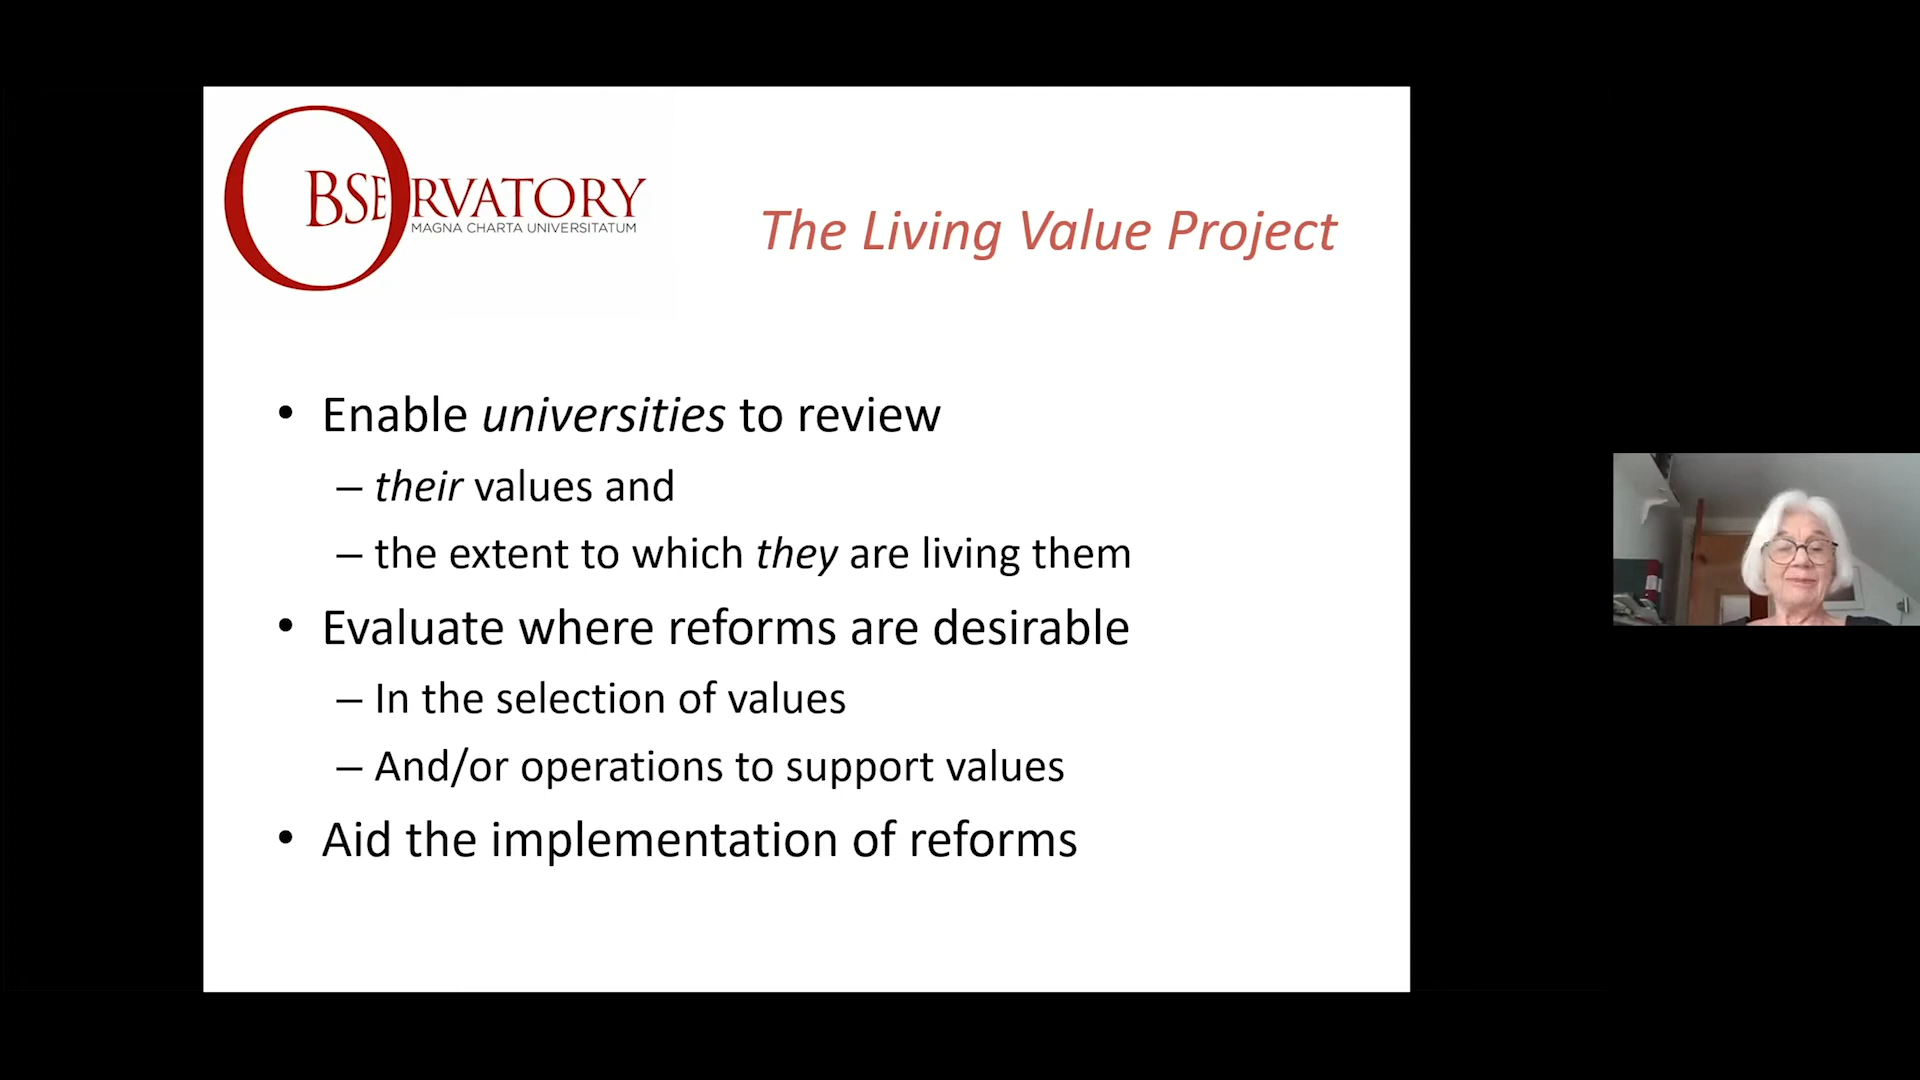 OBSERVATORY
MAGNA CHARTA UNIVERSITATUM
The Living Value Project
• Enable universities to review
– their values and
– the extent to which they are living them
• Evaluate where reforms are desirable
– In the selection of values
– And/or operations to support values
• Aid the implementation of reforms